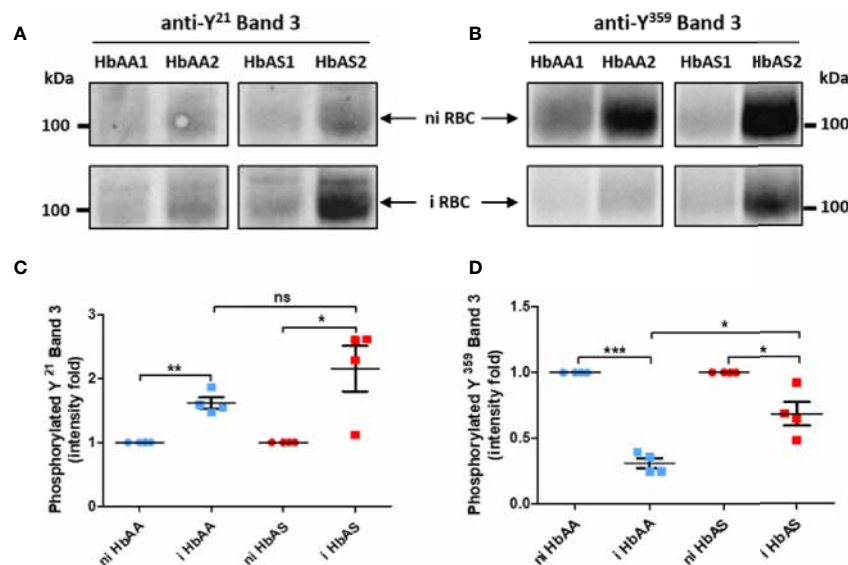 A
anti-Y²¹ Band 3
B
anti-Y³⁵⁹ Band 3
HbAA1 HbAA2 HbAS1 HbAS2
HbAA1 HbAA2 HbAS1 HbAS2
kDa
kDa
100
ni RBC
100
100
i RBC
100
C
Phosphorylated Y ²¹ Band 3
(intensity fold)
3
2
1
0
ns
*
**
ni HbAA
i HbAA
ni HbAS
i HbAS
D
Phosphorylated Y ³⁵⁹ Band 3
(intensity fold)
1.5
1.0
0.5
0.0
*
***
*
ni HbAA
i HbAA
ni HbAS
i HbAS